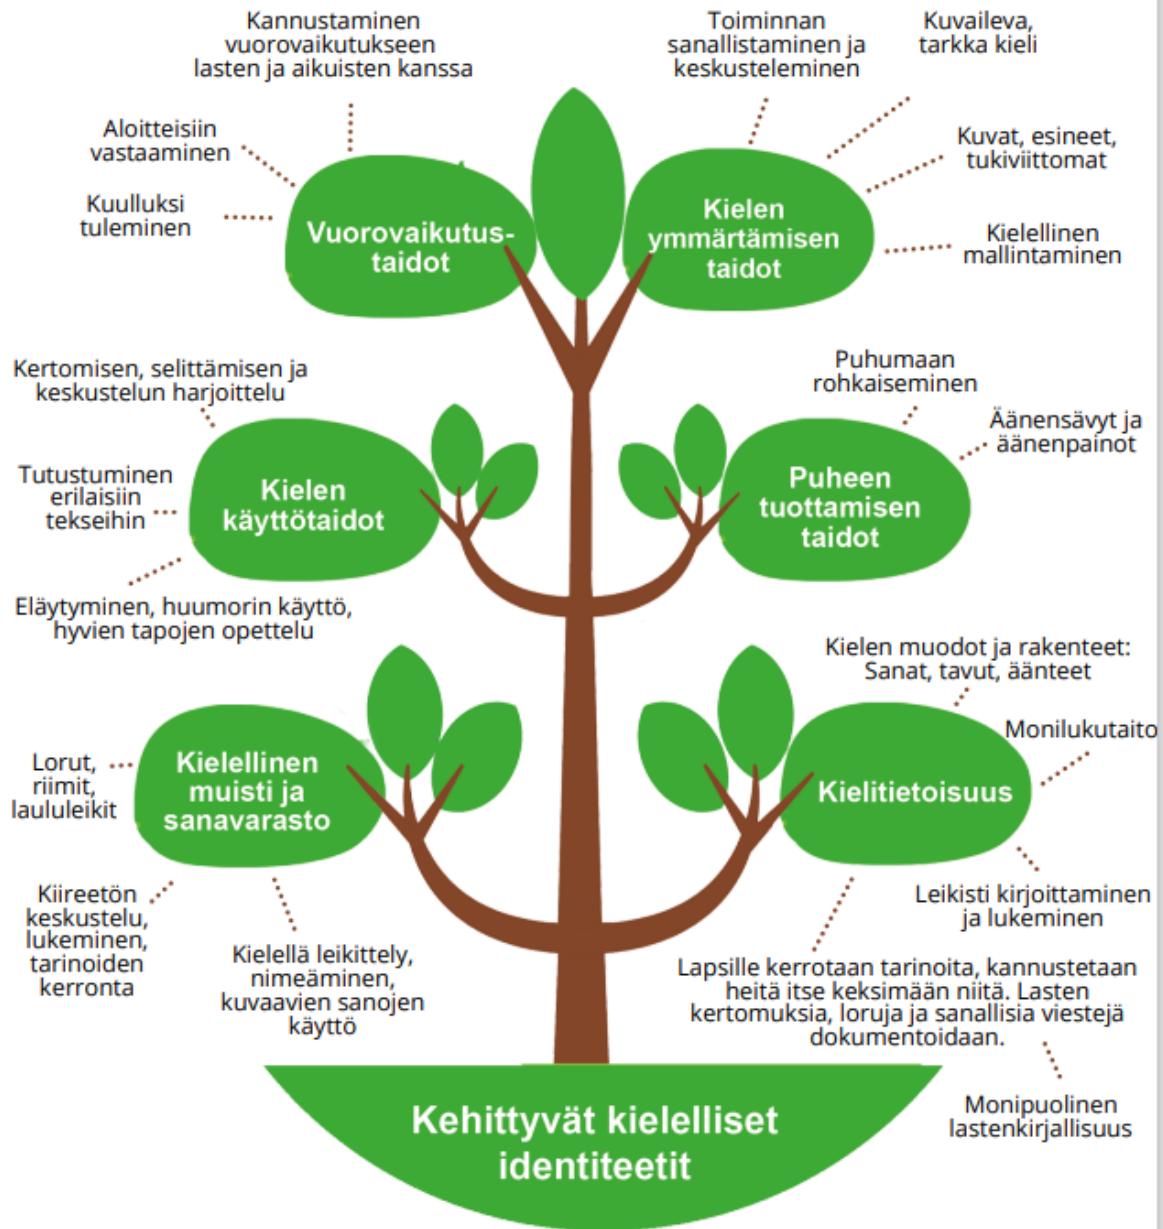 Kannustaminen
vuorovaikutukseen
lasten ja aikuisten kanssa
Aloitteisiin
vastaaminen
Kuulluksi
tuleminen
Vuorovaikutus-
taidot
Toiminnan
sanallistaminen ja
keskusteleminen
Kuvaileva,
tarkka kieli
Kuvat, esineet,
tukiviittomat
Kielellinen
mallintaminen
Kielen
ymmärtämisen
taidot
Kertomisen, selittämisen ja
keskustelun harjoittelu
Tutustuminen
erilaisiin
tekseihin
Kielen
käyttötaidot
Eläytyminen, huumorin käyttö,
hyvien tapojen opettelu
Puhumaan
rohkaiseminen
Äänensävyt ja
äänenpainot
Puheen
tuottamisen
taidot
Lorut,
riimit,
laululeikit
Kielellinen
muisti ja
sanavarasto
Kiireetön
keskustelu,
lukeminen,
tarinoiden
kerronta
Kielellä leikittely,
nimeäminen,
kuvaavien sanojen
käyttö
Kielen muodot ja rakenteet:
Sanat, tavut, äänteet
Monilukutaito
Kielitietoisuus
Leikisti kirjoittaminen
ja lukeminen
Lapsille kerrotaan tarinoita, kannustetaan
heitä itse keksimään niitä. Lasten
kertomuksia, loruja ja sanallisia viestejä
dokumentoidaan.
Monipuolinen
lastenkirjallisuus
Kehittyvät kielelliset
identiteetit